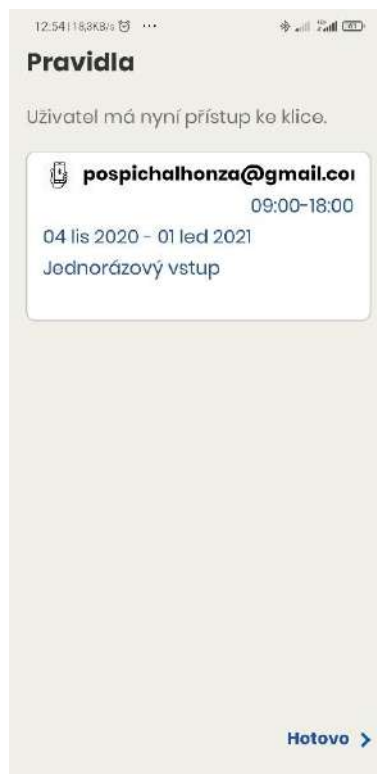 12:54 | 18,3KB/s ...
Pravidla
Uživatel má nyní přístup ke klíce.
pospichalhonza@gmail.co
09:00-18:00
04 lis 2020 - 01 led 2021
Jednorázový vstup
Hotovo >